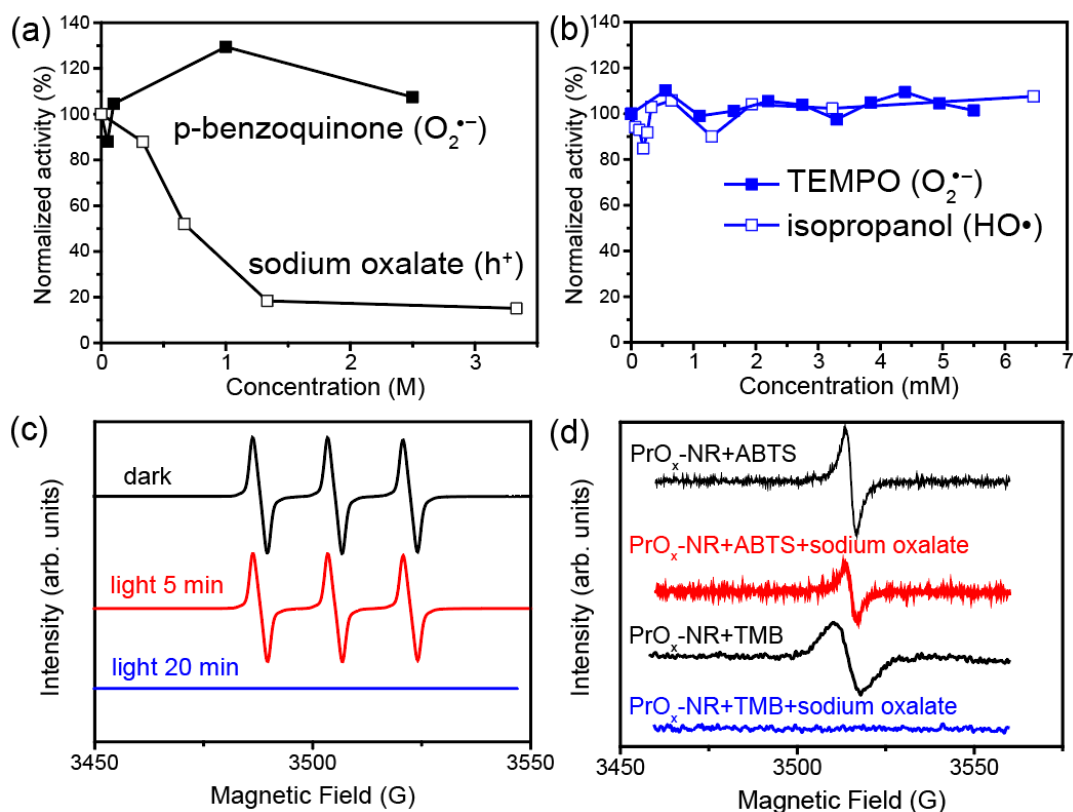 (a)
Normalized activity (%)
140
120
100
80
60
40
20
0
p-benzoquinone (O₂•−)
sodium oxalate (h⁺)
0 1 2 3
Concentration (M)
(b)
Normalized activity (%)
140
120
100
80
60
40
20
0
TEMPO (O₂•−)
isopropanol (HO•)
0 1 2 3 4 5 6 7
Concentration (mM)
(c)
Intensity (arb. units)
dark
light 5 min
light 20 min
3450 3500 3550
Magnetic Field (G)
(d)
Intensity (arb. units)
PrOₓ-NR+ABTS
PrOₓ-NR+ABTS+sodium oxalate
PrOₓ-NR+TMB
PrOₓ-NR+TMB+sodium oxalate
3450 3500 3550
Magnetic Field (G)